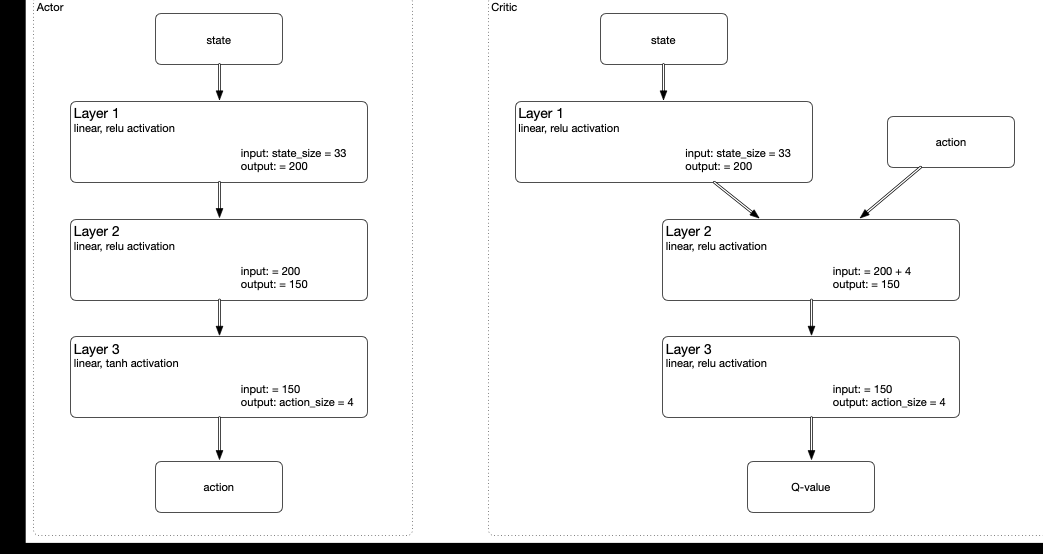 Actor
state
Layer 1
linear, relu activation
input: state_size = 33
output: = 200
Layer 2
linear, relu activation
input: = 200
output: = 150
Layer 3
linear, tanh activation
input: = 150
output: action_size = 4
action
Critic
state
Layer 1
linear, relu activation
input: state_size = 33
output: = 200
action
Layer 2
linear, relu activation
input: = 200 + 4
output: = 150
Layer 3
linear, relu activation
input: = 150
output: action_size = 4
Q-value